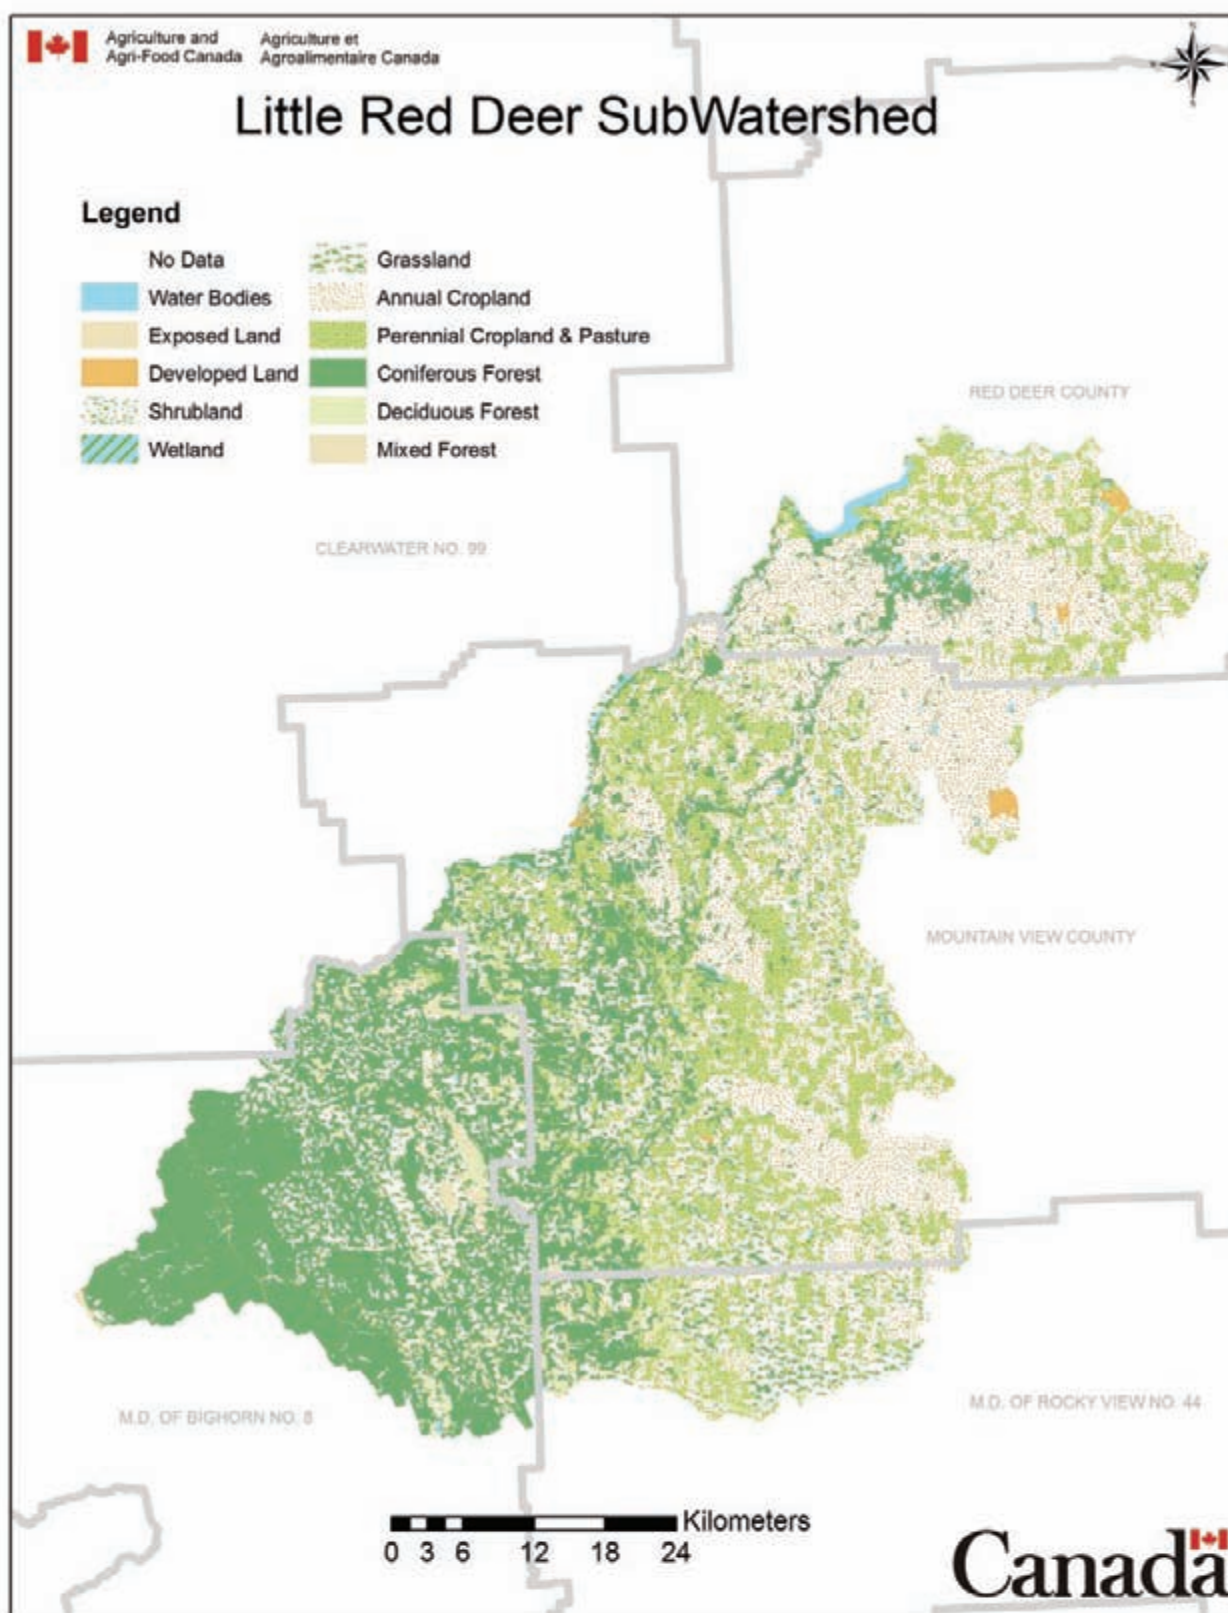 Agriculture and
Agri-Food Canada
Agriculture et
Agroalimentaire Canada
Little Red Deer SubWatershed
Legend
No Data
Water Bodies
Exposed Land
Developed Land
Shrubland
Wetland
Grassland
Annual Cropland
Perennial Cropland & Pasture
Coniferous Forest
Deciduous Forest
Mixed Forest
RED DEER COUNTY
CLEARWATER NO. 99
MOUNTAIN VIEW COUNTY
M.D. OF BIGHORN NO. 8
M.D. OF ROCKY VIEW NO. 44
Kilometers
0 3 6 12 18 24
Canada